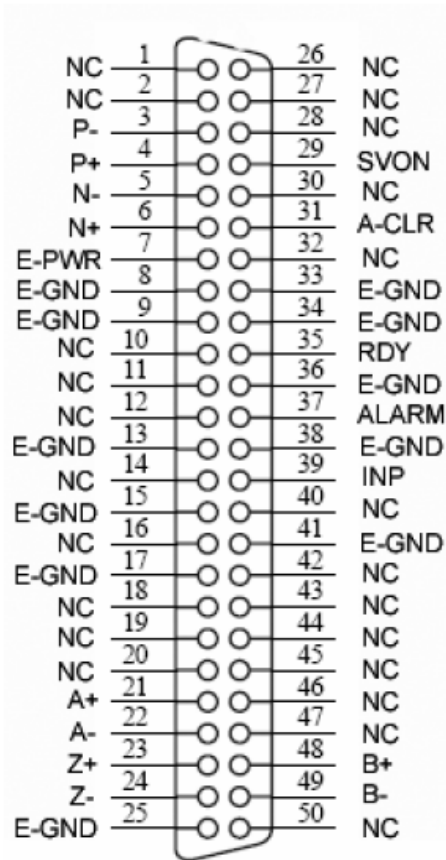 NC 1 26 NC
NC 2 27 NC
P- 3 28 NC
P+ 4 29 SVON
N- 5 30 NC
N+ 6 31 A-CLR
E-PWR 7 32 NC
E-GND 8 33 E-GND
E-GND 9 34 E-GND
NC 10 35 RDY
NC 11 36 E-GND
NC 12 37 ALARM
E-GND 13 38 E-GND
NC 14 39 INP
E-GND 15 40 NC
NC 16 41 E-GND
E-GND 17 42 NC
NC 18 43 NC
NC 19 44 NC
NC 20 45 NC
A+ 21 46 NC
A- 22 47 NC
Z+ 23 48 B+
Z- 24 49 B-
E-GND 25 50 NC